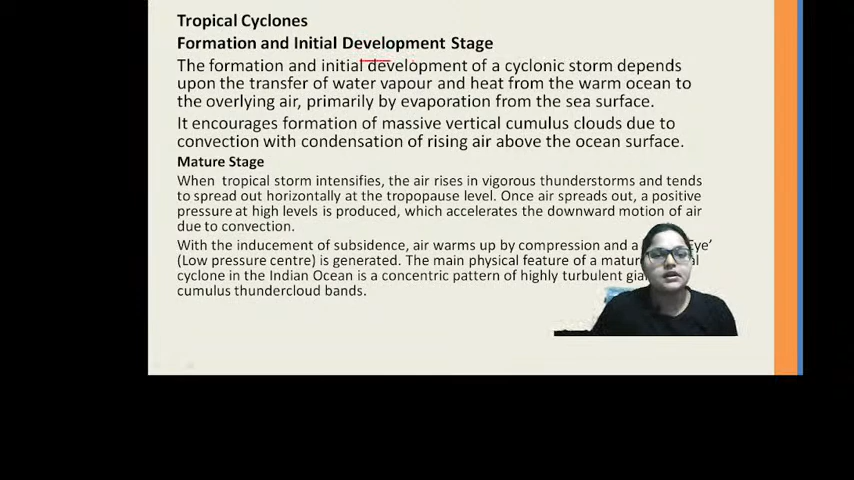 Tropical Cyclones
Formation and Initial Development Stage
The formation and initial development of a cyclonic storm depends
upon the transfer of water vapour and heat from the warm ocean to
the overlying air, primarily by evaporation from the sea surface.
It encourages formation of massive vertical cumulus clouds due to
convection with condensation of rising air above the ocean surface.
Mature Stage
When tropical storm intensifies, the air rises in vigorous thunderstorms and tends
to spread out horizontally at the tropopause level. Once air spreads out, a positive
pressure at high levels is produced, which accelerates the downward motion of air
due to convection.
With the inducement of subsidence, air warms up by compression and a Eye’
(Low pressure centre) is generated. The main physical feature of a
cyclone in the Indian Ocean is a concentric pattern of highly turbulent
cumulus thundercloud bands.